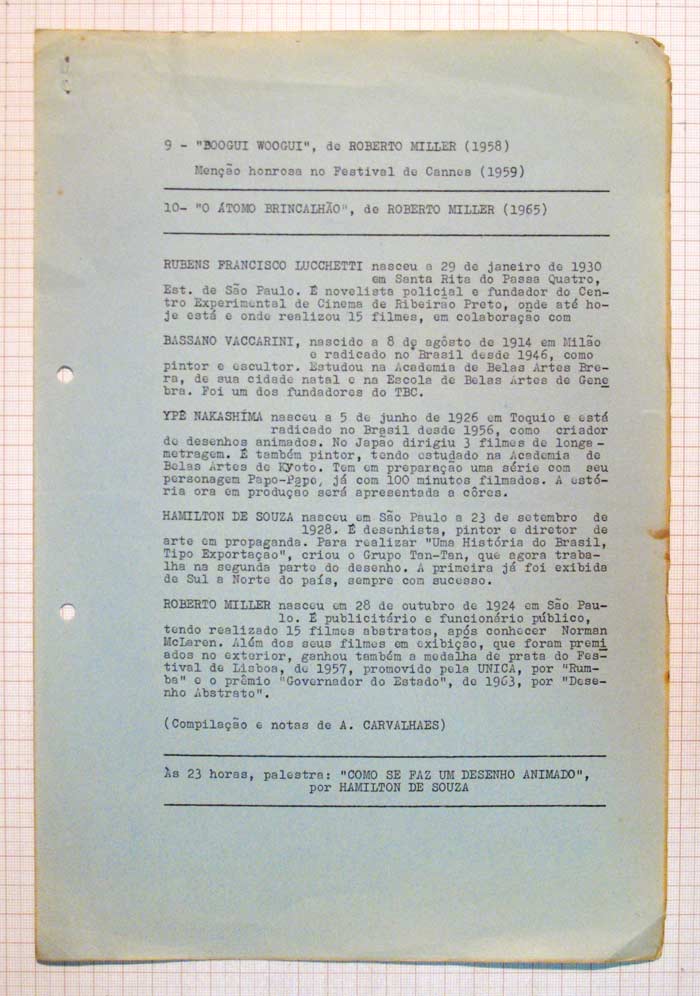 9 - "BOOGUI WOOGUI", de ROBERTO MILLER (1958)
Menção honrosa no Festival de Cannes (1959)
10- "O ÁTOMO BRINCALHÃO", de ROBERTO MILLER (1965)
RUBENS FRANCISCO LUCCHETTI nasceu a 29 de janeiro de 1930
em Santa Rita do Passa Quatro,
Est. de São Paulo. É novelista policial e fundador do Cen-
tro Experimental de Cinema de Ribeirão Preto, onde até ho-
je está e onde realizou 15 filmes, em colaboração com
BASSANO VACCARINI, nascido a 8 de agôsto de 1914 em Milão
e radicado no Brasil desde 1946, como
pintor e escultor. Estudou na Academia de Belas Artes Bre-
ra, de sua cidade natal e na Escola de Belas Artes de Gene
bra. Foi um dos fundadores do TBC.
YPÊ NAKASHIMA nasceu a 5 de junho de 1926 em Toquio e está
radicado no Brasil desde 1956, como criador
de desenhos animados. No Japão dirigiu 3 filmes de longa-
metragem. É também pintor, tendo estudado na Academia de
Belas Artes de Kyoto. Tem em preparação uma série com seu
personagem Papo-Papo, já com 100 minutos filmados. A estó-
ria ora em produçao será apresentada a côres.
HAMILTON DE SOUZA nasceu em São Paulo a 23 de setembro de
1928. É desenhista, pintor e diretor de
arte em propaganda. Para realizar "Uma História do Brasil,
Tipo Exportaçao", criou o Grupo Tan-Tan, que agora traba-
lha na segunda parte do desenho. A primeira já foi exibida
de Sul a Norte do país, sempre com sucesso.
ROBERTO MILLER nasceu em 28 de outubro de 1924 em São Pau-
lo. É publicitário e funcionário público,
tendo realizado 15 filmes abstratos, após conhecer Norman
McLaren. Além dos seus filmes em exibição, que foram premi
ados no exterior, ganhou também a medalha de prata do Fes-
tival de Lisboa, de 1957, promovido pela UNICA, por "Rum-
ba" e o prêmio "Governador do Estado", de 1963, por "Dese-
nho Abstrato".
(Compilação e notas de A. CARVALHAES)
Às 23 horas, palestra: "COMO SE FAZ UM DESENHO ANIMADO",
por HAMILTON DE SOUZA